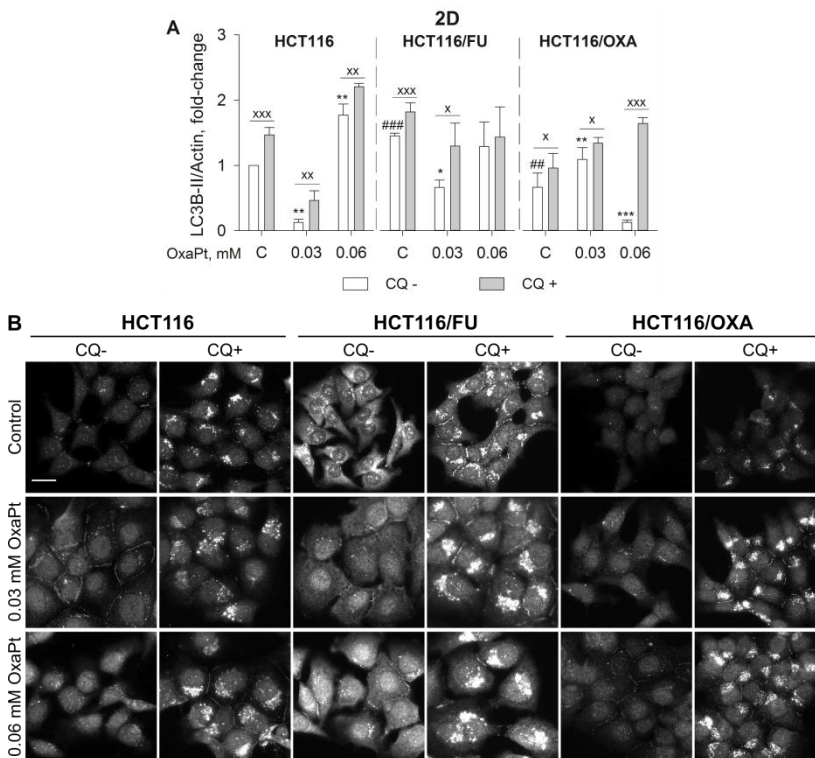 2D
A
HCT116 HCT116/FU HCT116/OXA
LC3B-II/Actin, fold-change
3
2
1
0
xxx ** xx ** xx
### xxx * x
## x ** x *** xxx
OxaPt, mM C 0.03 0.06 C 0.03 0.06 C 0.03 0.06
CQ - CQ +
B
HCT116 HCT116/FU HCT116/OXA
CQ- CQ+ CQ- CQ+ CQ- CQ+
Control
0.03 mM OxaPt
0.06 mM OxaPt